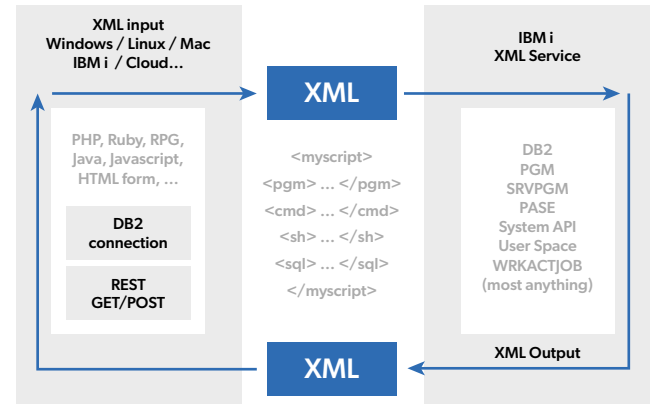 XML input
Windows / Linux / Mac
IBM i / Cloud...
PHP, Ruby, RPG,
Java, Javascript,
HTML form, ...
DB2
connection
REST
GET/POST
XML
<myscript>
<pgm> ... </pgm>
<cmd> ... </cmd>
<sh> ... </sh>
<sql> ... </sql>
</myscript>
XML
IBM i
XML Service
DB2
PGM
SRVPGM
PASE
System API
User Space
WRKACTJOB
(most anything)
XML Output